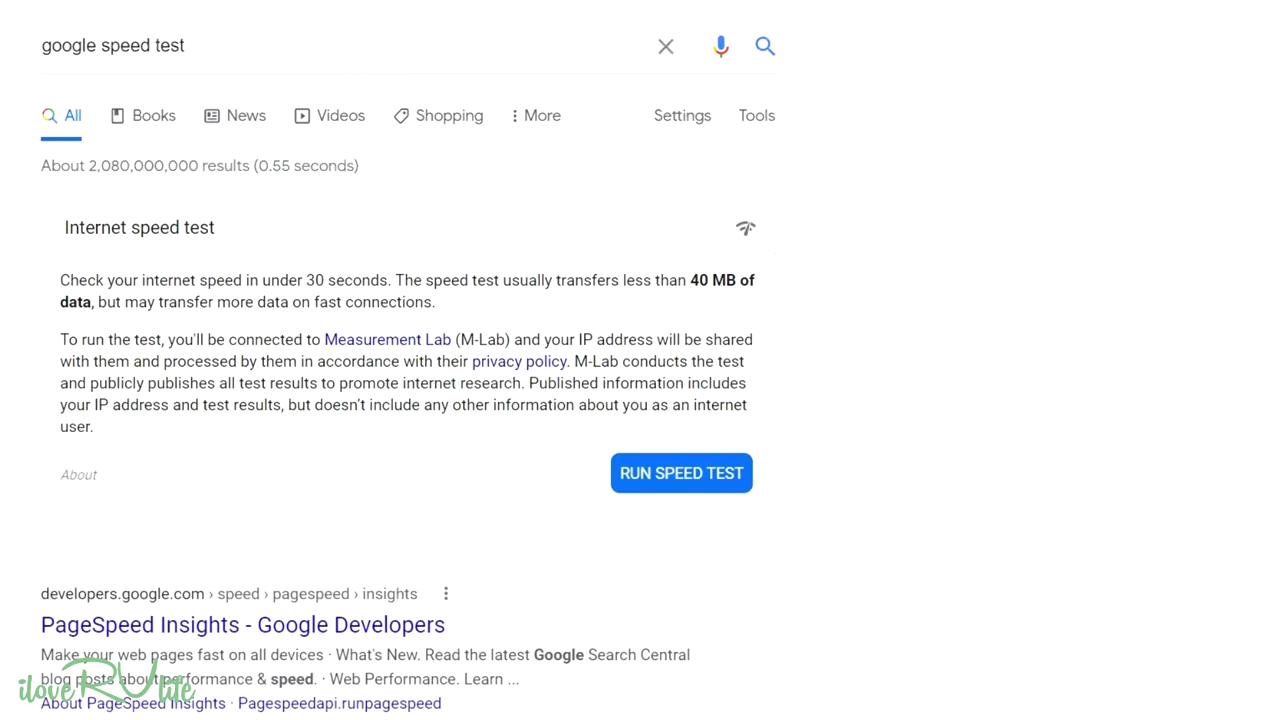 google speed test
All Books News Videos Shopping More Settings Tools
About 2,080,000,000 results (0.55 seconds)
Internet speed test
Check your internet speed in under 30 seconds. The speed test usually transfers less than 40 MB of
data, but may transfer more data on fast connections.
To run the test, you'll be connected to Measurement Lab (M-Lab) and your IP address will be shared
with them and processed by them in accordance with their privacy policy. M-Lab conducts the test
and publicly publishes all test results to promote internet research. Published information includes
your IP address and test results, but doesn't include any other information about you as an internet
user.
About
RUN SPEED TEST
developers.google.com › speed › pagespeed › insights
PageSpeed Insights - Google Developers
Make your web pages fast on all devices · What's New. Read the latest Google Search Central
blog posts about performance & speed. · Web Performance. Learn ...
iloveRVlife
About PageSpeed Insights · Pagespeedapi.runpagespeed